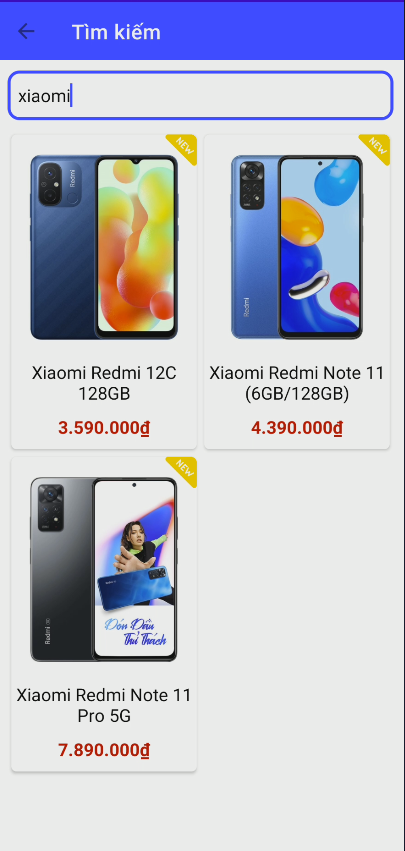 Tìm kiếm
xiaomi
NEW
Redmi
Xiaomi Redmi 12C
128GB
3.590.000₫
NEW
Redmi
Xiaomi Redmi Note 11
(6GB/128GB)
4.390.000₫
NEW
Redmi
Đón Đầu
Thử Thách
Xiaomi Redmi Note 11
Pro 5G
7.890.000₫